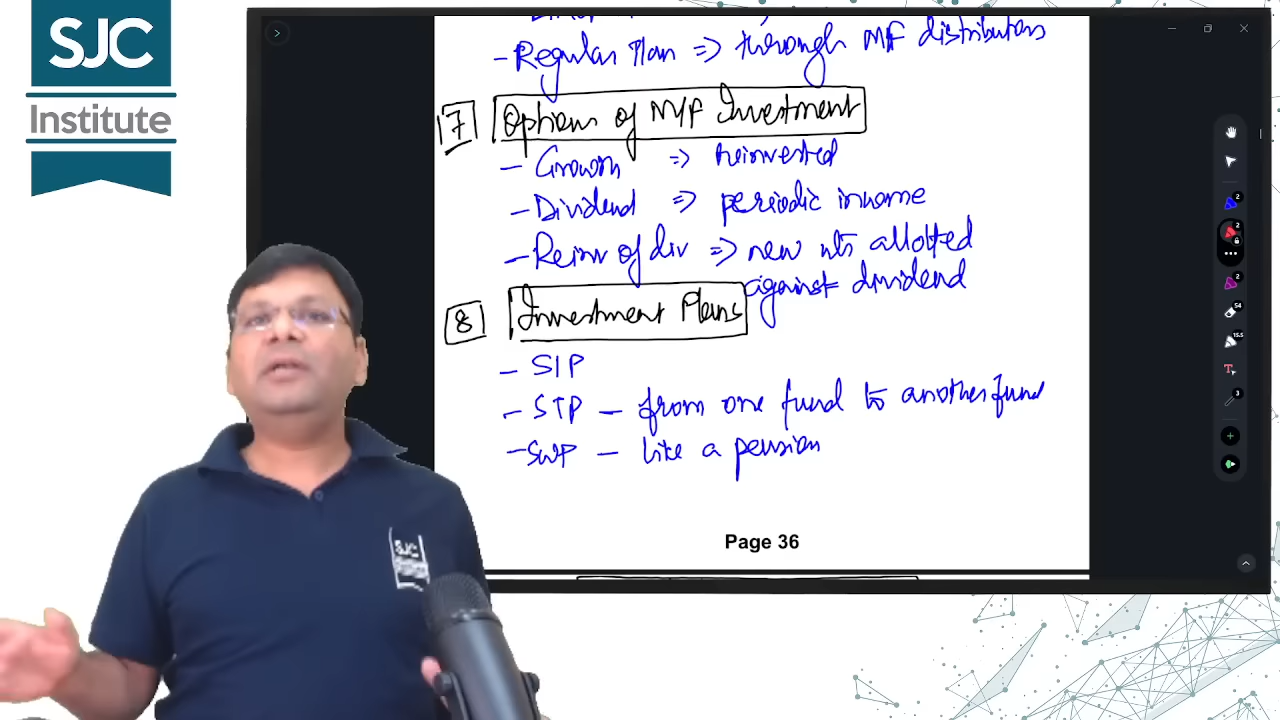 SJC
Institute
- Regular Plan => through MF distributors
17 Options of M/F Investment
- Growth => Reinvested
- Dividend => periodic income
- Reinv of div => new uts allotted
against dividend
8 Investment Plans
- SIP
- STP - from one fund to another fund
- SWP - like a pension
Page 36
SJC